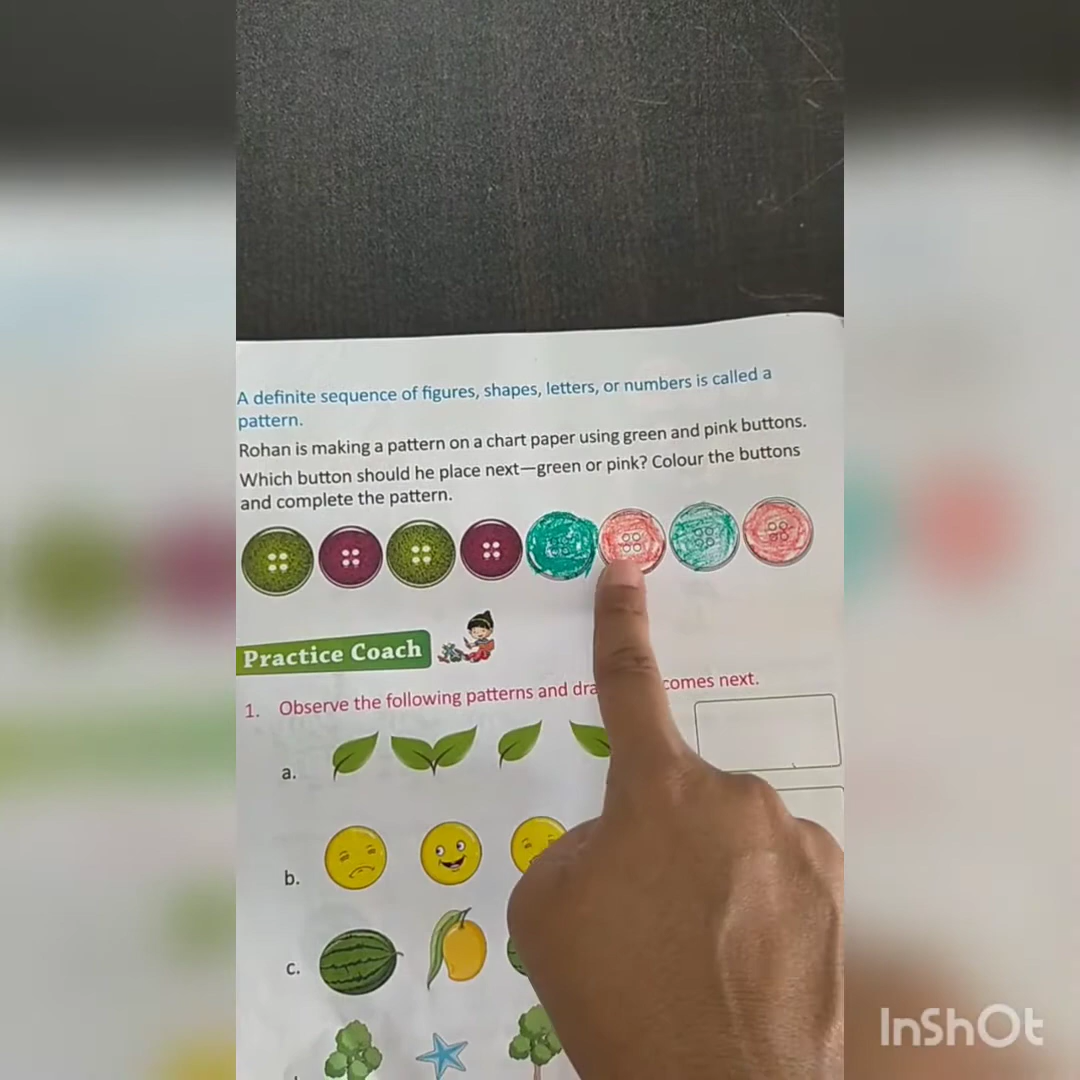 A definite sequence of figures, shapes, letters, or numbers is called a
pattern.
Rohan is making a pattern on a chart paper using green and pink buttons.
Which button should he place next—green or pink? Colour the buttons
and complete the pattern.
Practice Coach
1. Observe the following patterns and dra comes next.
a.
b.
c.
InShOt